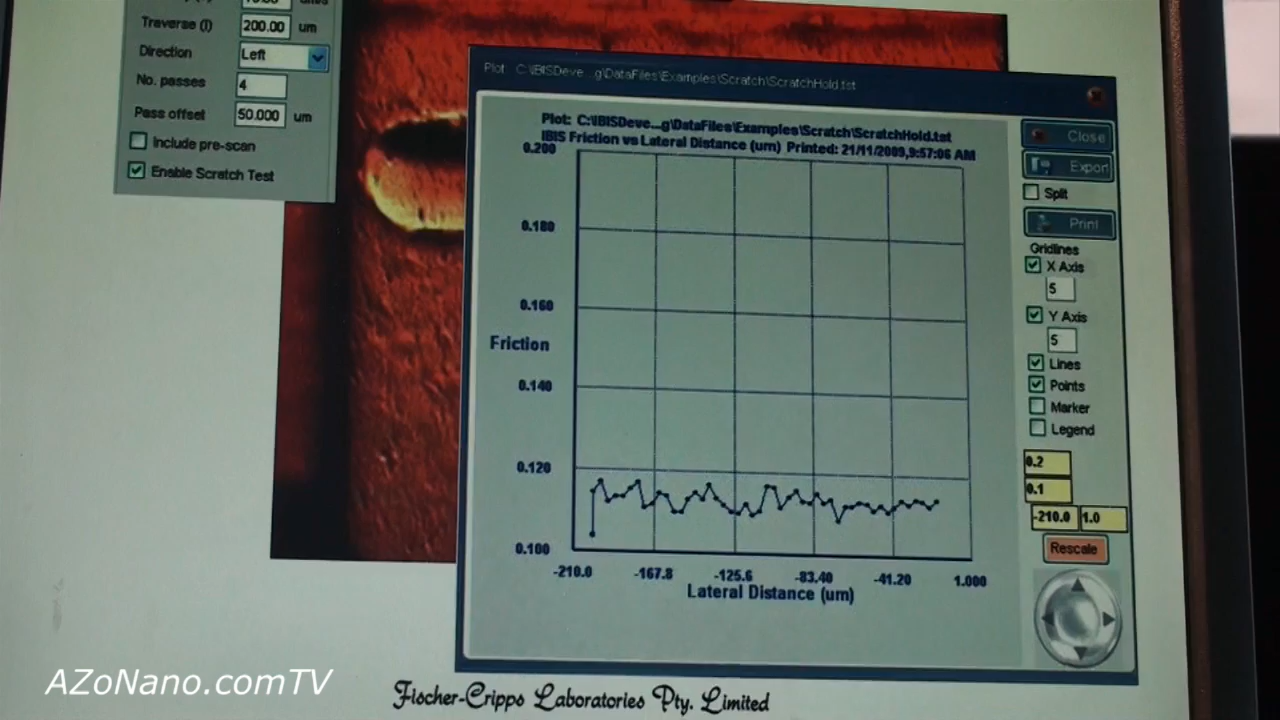 Traverse (l) 200.00 um
Direction Left
No. passes 4
Pass offset 50.000 um
Include pre-scan
Enable Scratch Test
Plot: C:\IBISDeve...g\DataFiles\Examples\Scratch\ScratchHold.tst
Plot: C:\IBISDeve...g\DataFiles\Examples\Scratch\ScratchHold.tst
IBIS Friction vs Lateral Distance (um) Printed: 21/11/2009,9:57:06 AM
0.200
0.180
0.160
Friction
0.140
0.120
0.100
-210.0 -167.8 -125.6 -83.40 -41.20 1.000
Lateral Distance (um)
Close
Export
Split
Print
Gridlines
X Axis
5
Y Axis
5
Lines
Points
Marker
Legend
0.2
0.1
-210.0 1.0
Rescale
AZoNano.comTV
Fischer-Cripps Laboratories Pty. Limited